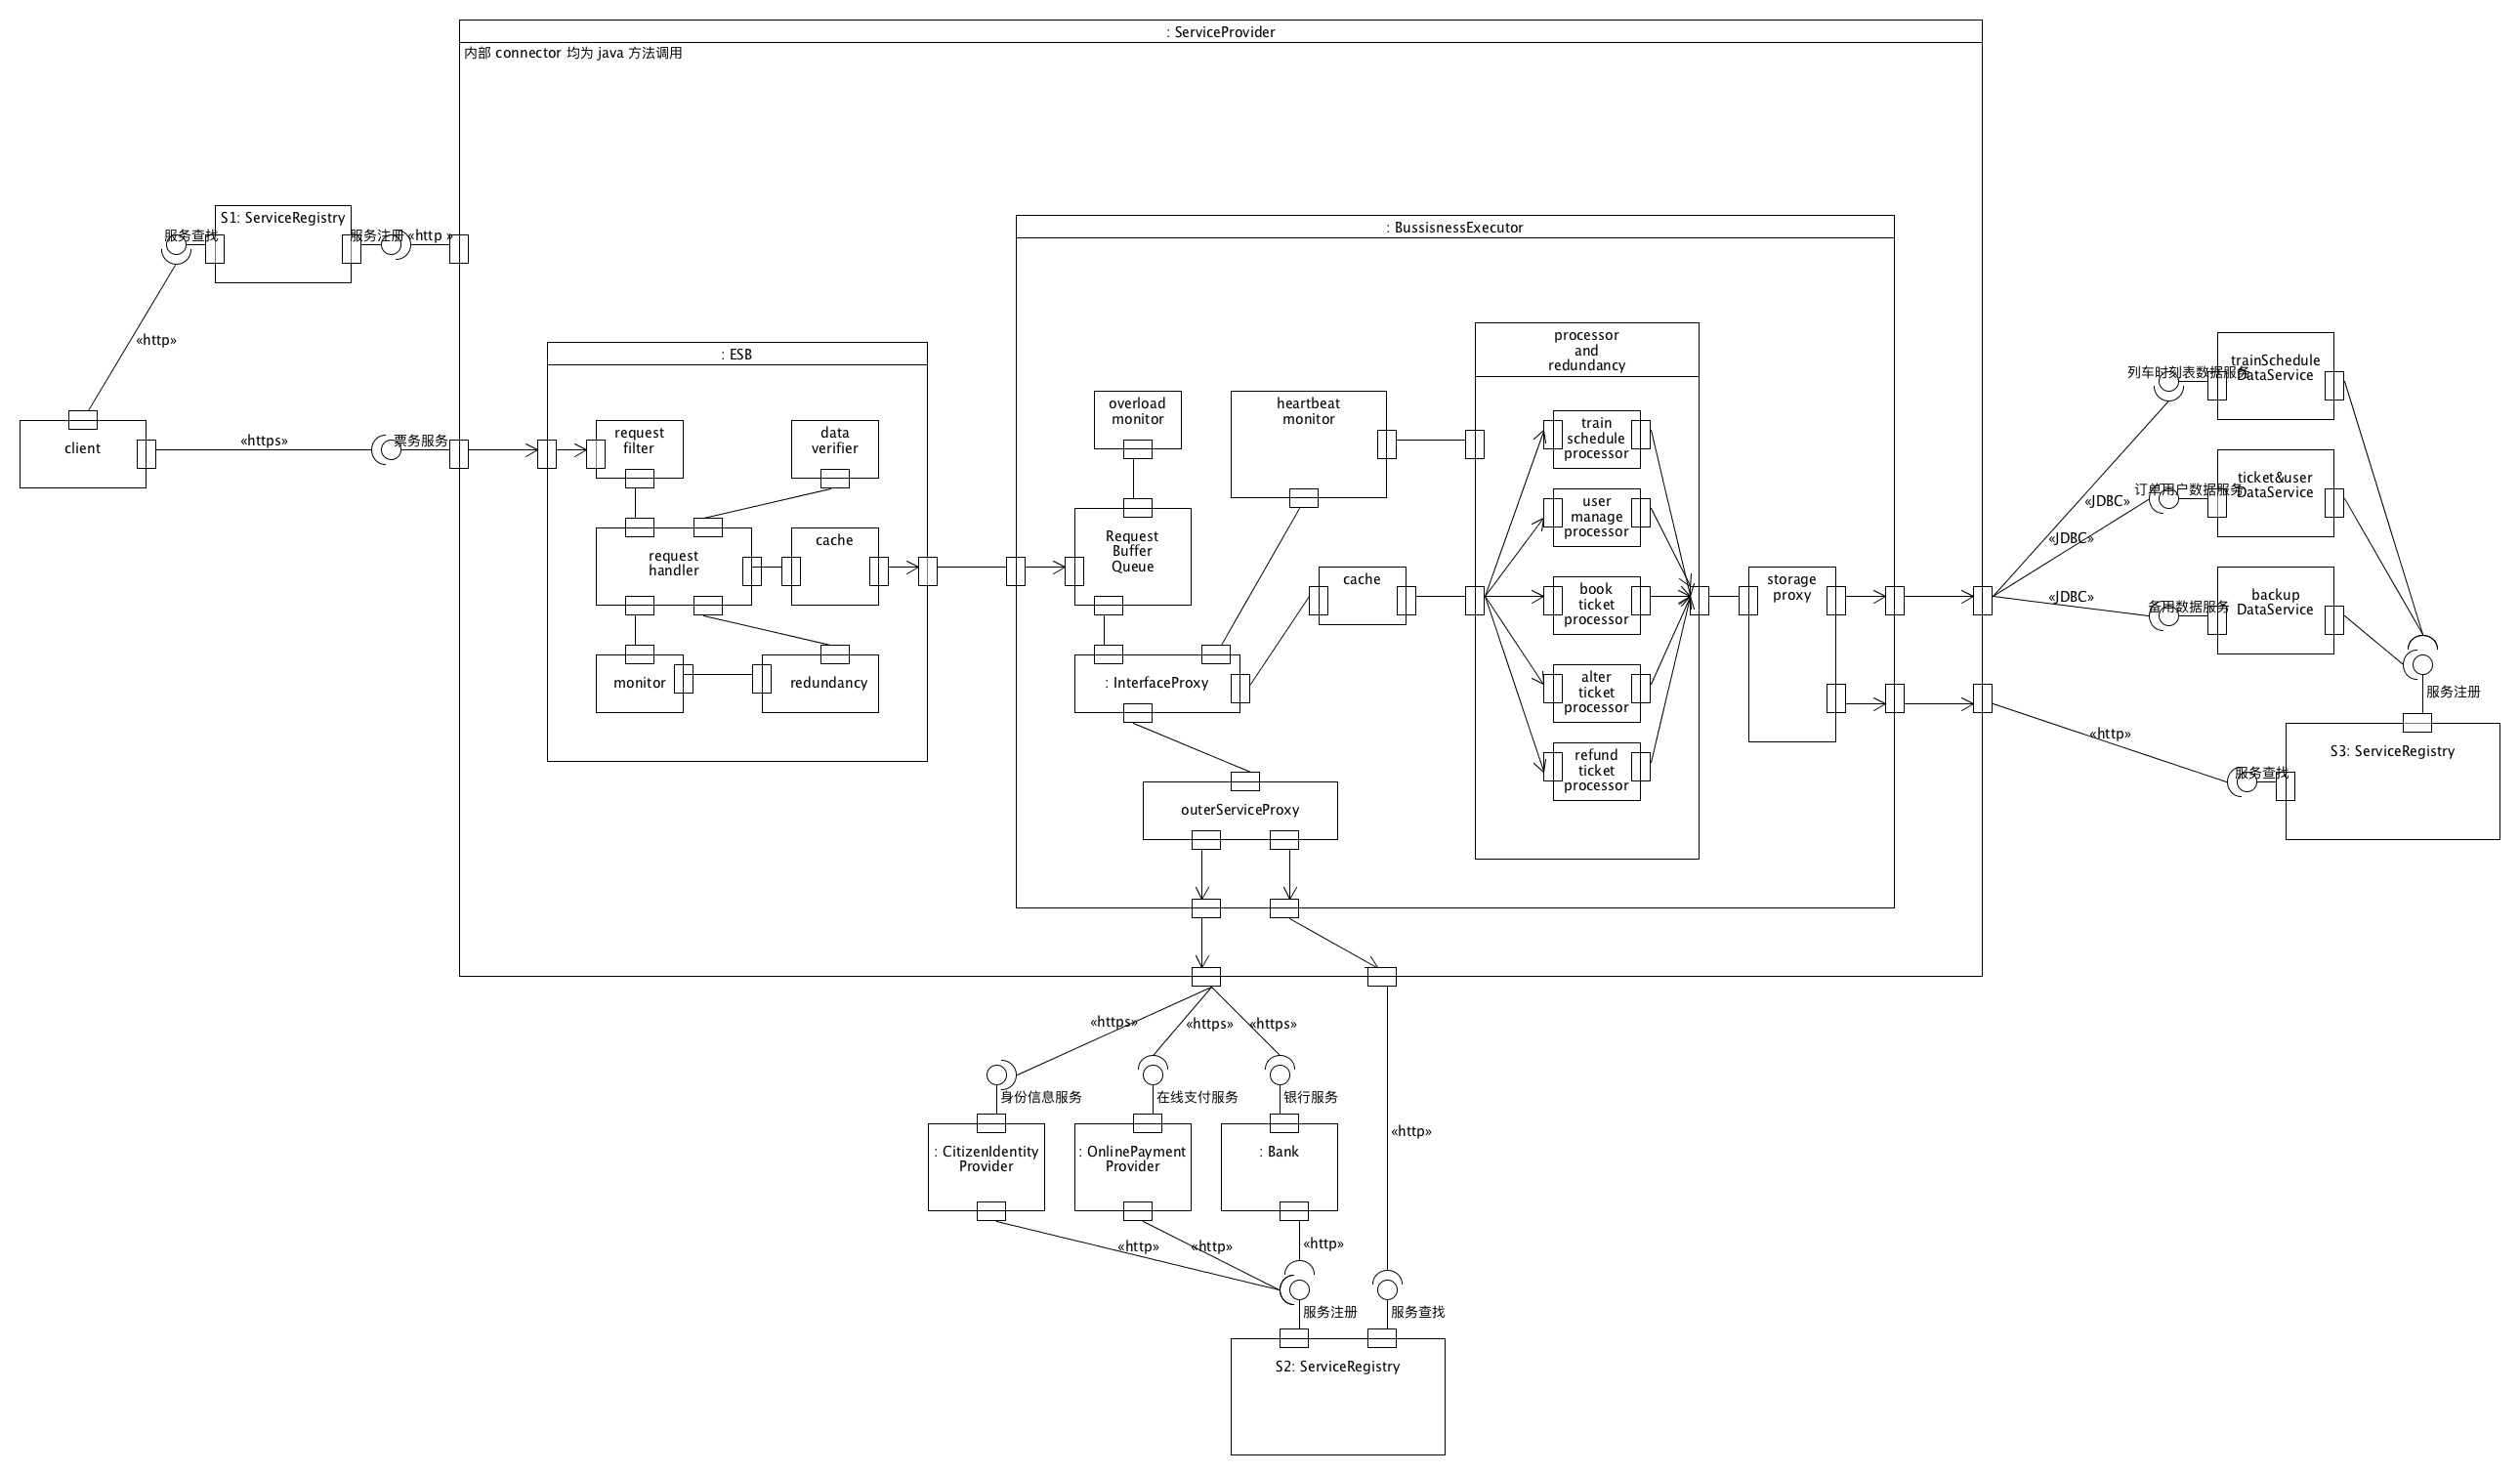 : ServiceProvider
内部 connector 均为 java 方法调用
S1: ServiceRegistry
服务查找
服务注册
«http »
«http»
client
«https»
票务服务
: ESB
request
filter
data
verifier
request
handler
cache
monitor
redundancy
: BussisnessExecutor
overload
monitor
heartbeat
monitor
Request
Buffer
Queue
: InterfaceProxy
cache
outerServiceProxy
processor
and
redundancy
train
schedule
processor
user
manage
processor
book
ticket
processor
alter
ticket
processor
refund
ticket
processor
storage
proxy
列车时刻表数据服务
trainSchedule
DataService
«JDBC»
订单用户数据服务
ticket&user
DataService
«JDBC»
«JDBC»
备用数据服务
backup
DataService
服务注册
«http»
服务查找
S3: ServiceRegistry
«https»
«https»
«https»
身份信息服务
在线支付服务
银行服务
: CitizenIdentity
Provider
: OnlinePayment
Provider
: Bank
«http»
«http»
«http»
«http»
服务注册
服务查找
S2: ServiceRegistry